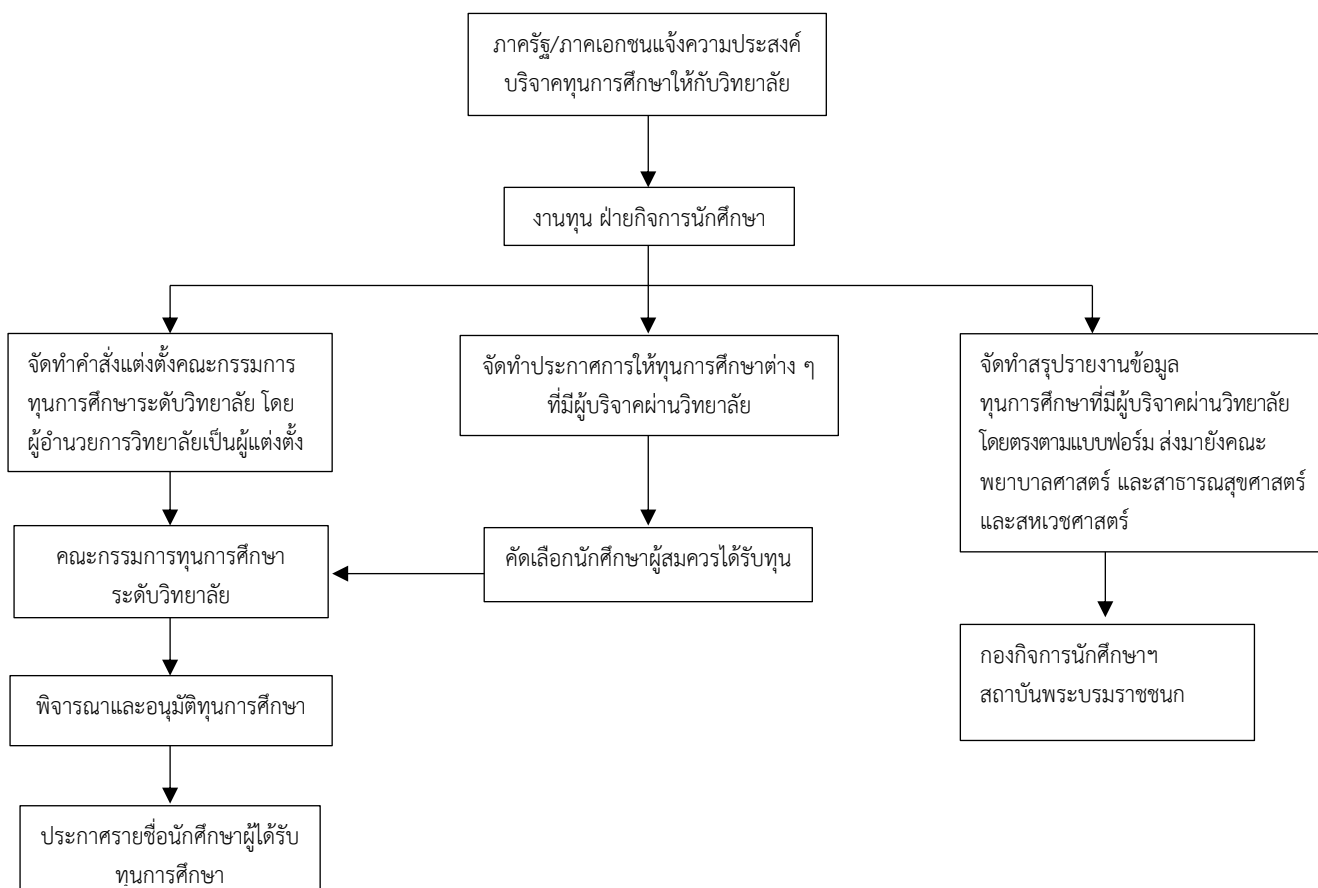 ภาครัฐ/ภาคเอกชนแจ้งความประสงค์
บริจาคทุนการศึกษาให้กับวิทยาลัย
งานทุน ฝ่ายกิจการนักศึกษา
จัดทำคำสั่งแต่งตั้งคณะกรรมการ
ทุนการศึกษาระดับวิทยาลัย โดย
ผู้อำนวยการวิทยาลัยเป็นผู้แต่งตั้ง
จัดทำประกาศการให้ทุนการศึกษาต่าง ๆ
ที่มีผู้บริจาคผ่านวิทยาลัย
จัดทำสรุปรายงานข้อมูล
ทุนการศึกษาที่มีผู้บริจาคผ่านวิทยาลัย
โดยตรงตามแบบฟอร์ม ส่งมายังคณะ
พยาบาลศาสตร์ และสาธารณสุขศาสตร์
และสหเวชศาสตร์
คณะกรรมการทุนการศึกษา
ระดับวิทยาลัย
คัดเลือกนักศึกษาผู้สมควรได้รับทุน
กองกิจการนักศึกษาฯ
สถาบันพระบรมราชชนก
พิจารณาและอนุมัติทุนการศึกษา
ประกาศรายชื่อนักศึกษาผู้ได้รับ
ทุนการศึกษา